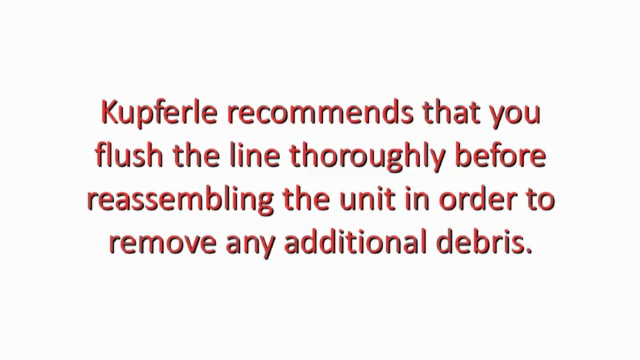 Kupferle recommends that you
flush the line thoroughly before
reassembling the unit in order to
remove any additional debris.